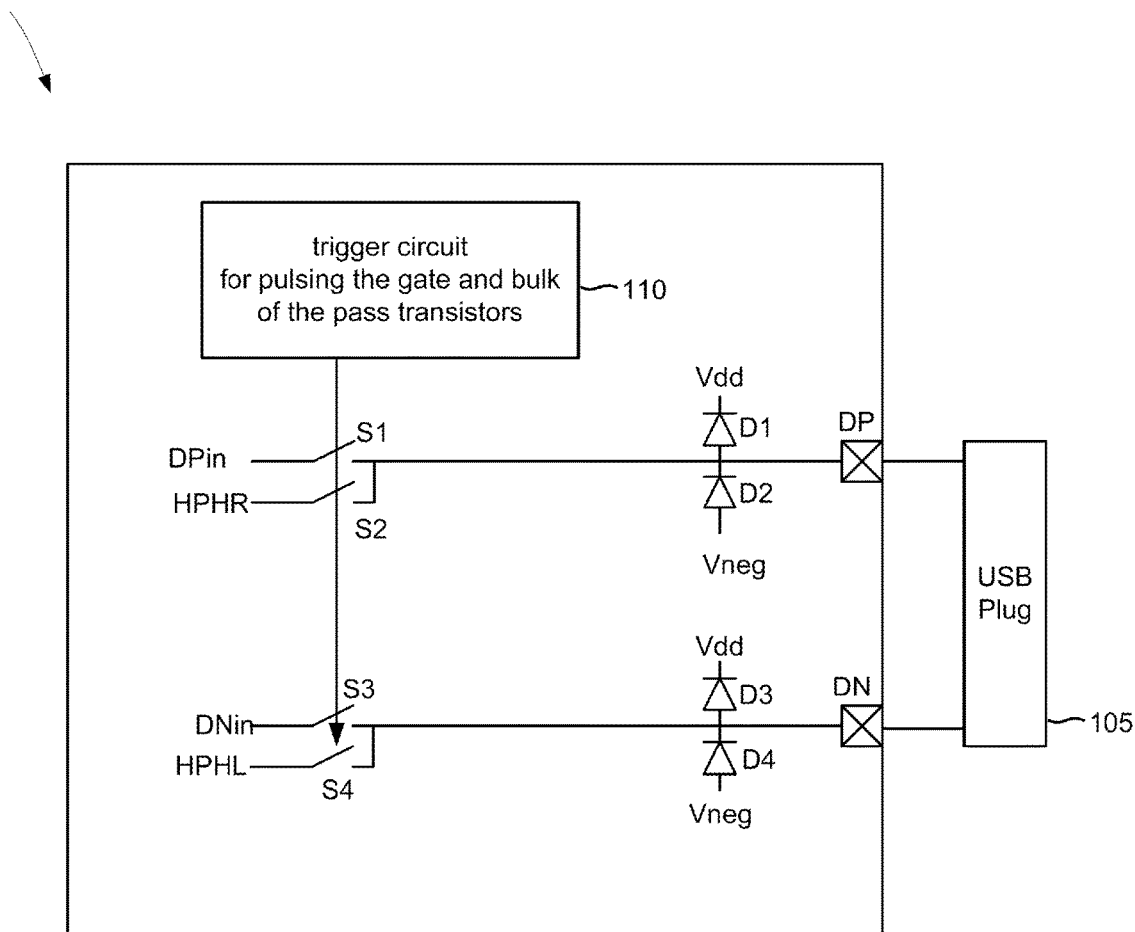 trigger circuit
for pulsing the gate and bulk
of the pass transistors
110
Vdd
D1
DP
S1
DPin
HPHR
S2
D2
Vneg
USB
Plug
Vdd
S3
D3
DN
DNin
105
HPHL
S4
D4
Vneg